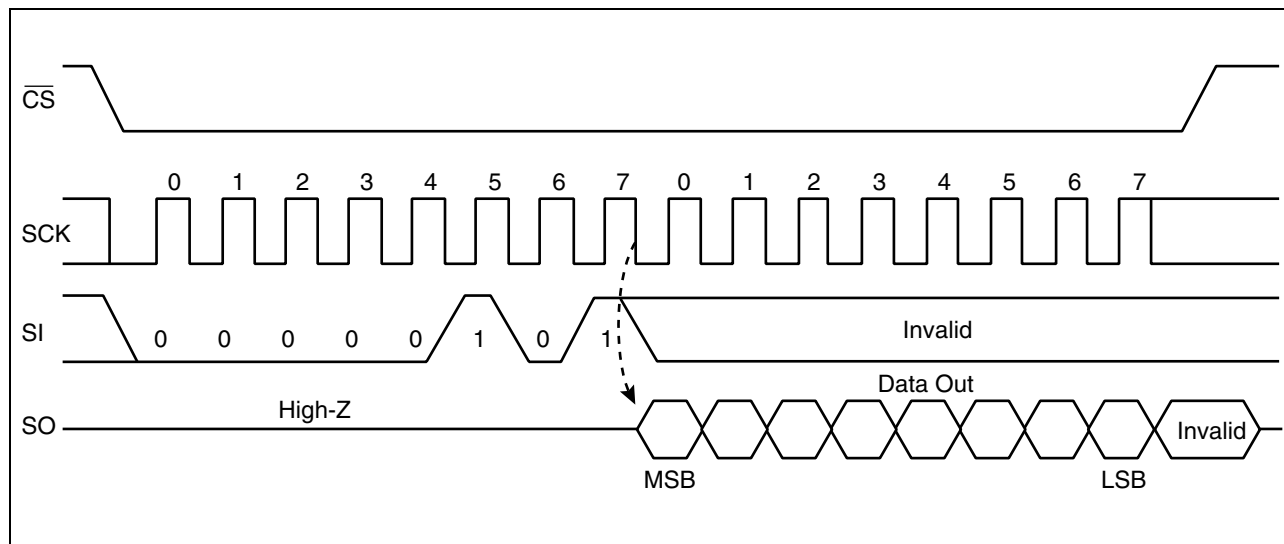 C̅S̅
0 1 2 3 4 5 6 7 0 1 2 3 4 5 6 7
SCK
SI 0 0 0 0 0 1 0 1 Invalid
Data Out
High-Z
SO Invalid
MSB LSB